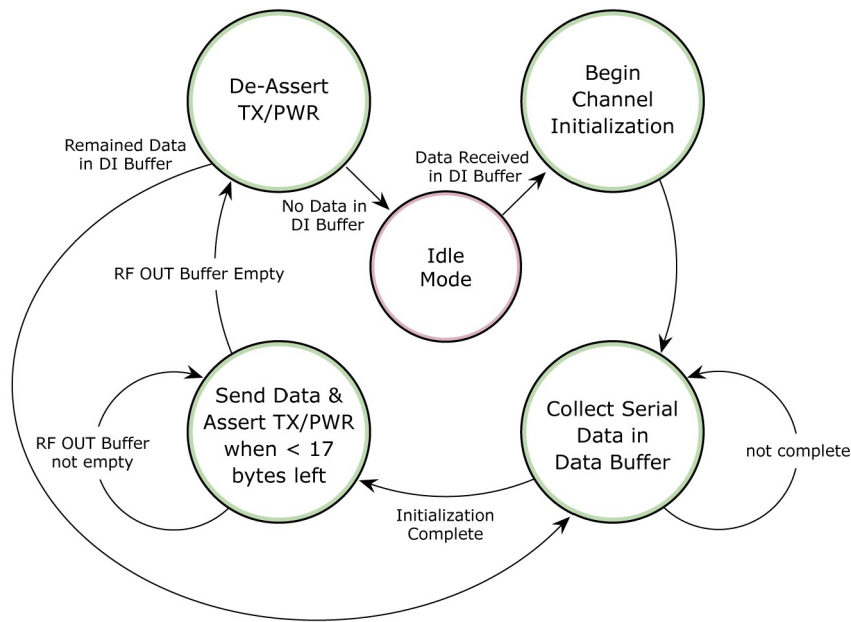 De-Assert
TX/PWR
Begin
Channel
Initialization
Remained Data
in DI Buffer
Data Received
in DI Buffer
No Data in
DI Buffer
Idle
Mode
RF OUT Buffer Empty
Send Data &
Assert TX/PWR
when < 17
bytes left
Collect Serial
Data in
Data Buffer
RF OUT Buffer
not empty
not complete
Initialization
Complete